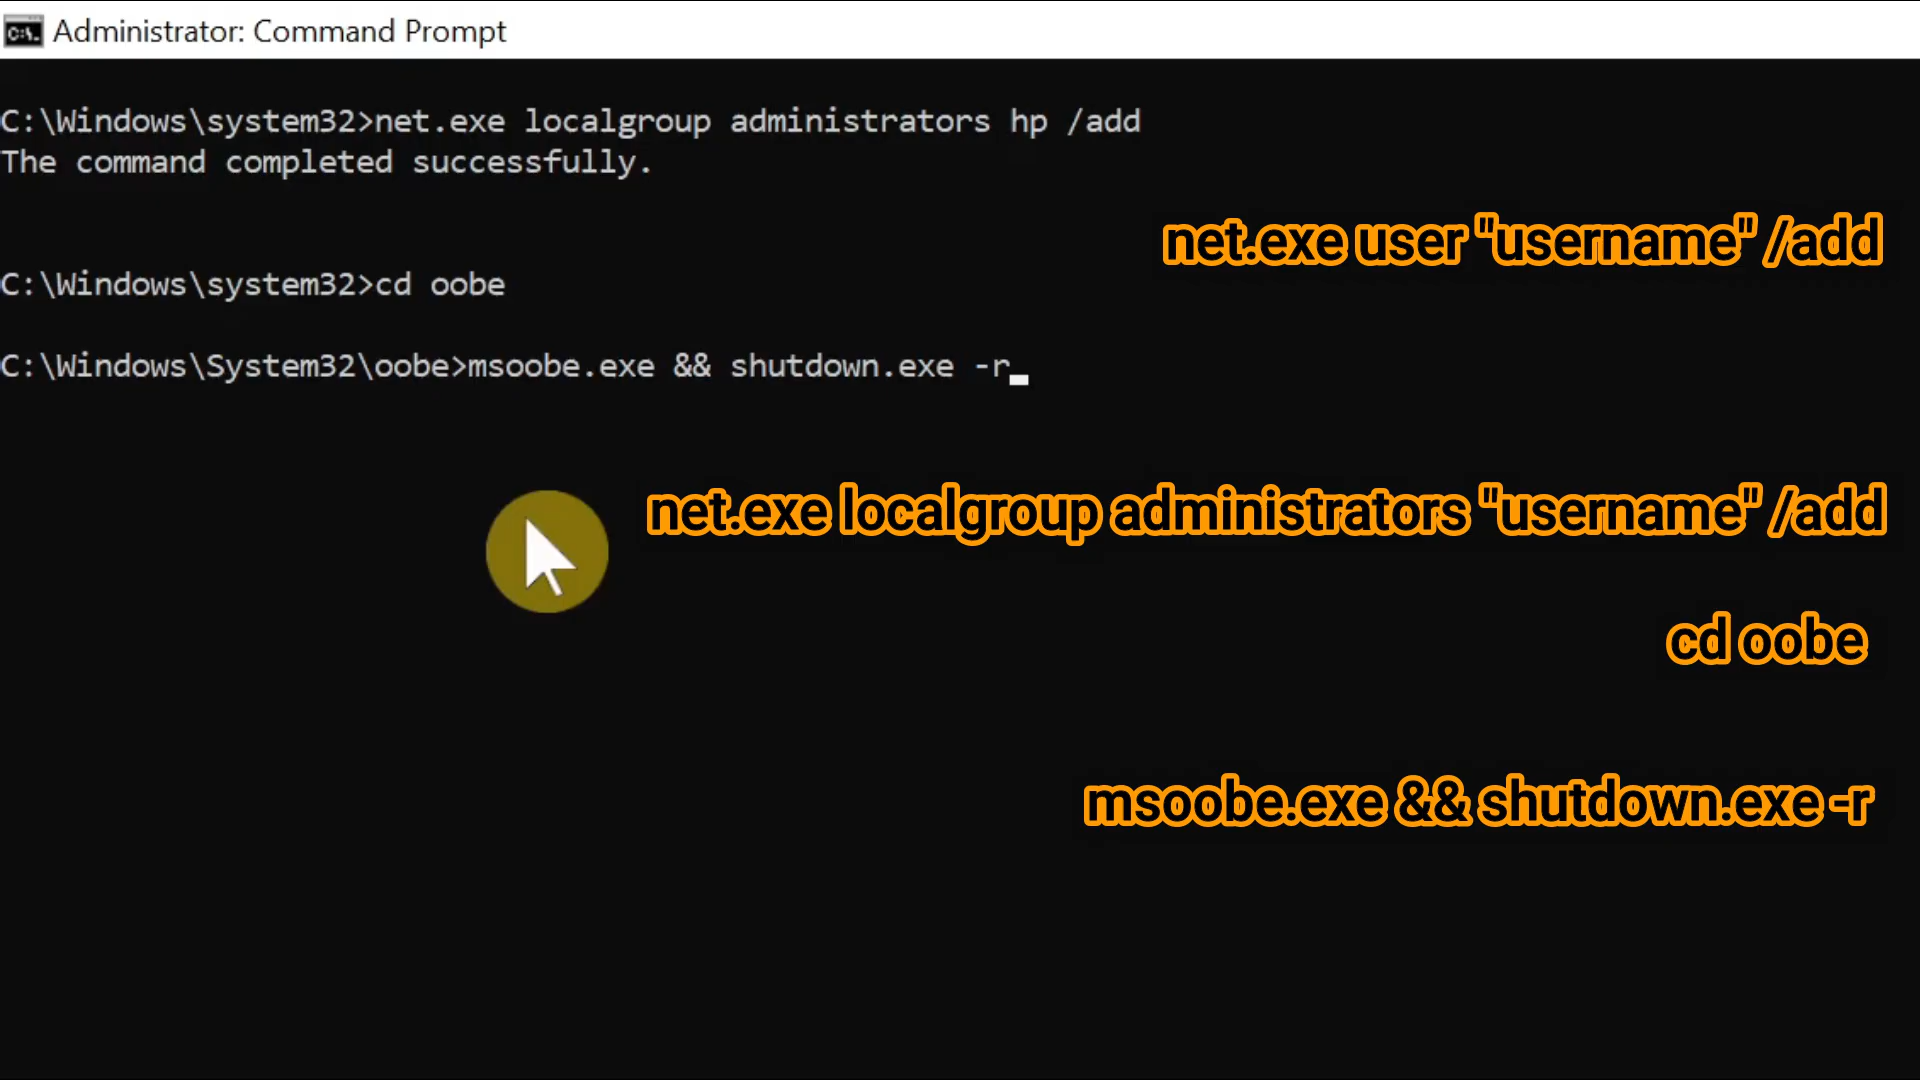 Administrator: Command Prompt
C:\Windows\system32>net.exe localgroup administrators hp /add
The command completed successfully.
net.exe user "username" /add
C:\Windows\system32>cd oobe
C:\Windows\System32\oobe>msoobe.exe && shutdown.exe -r
net.exe localgroup administrators "username" /add
cd oobe
msoobe.exe && shutdown.exe -r